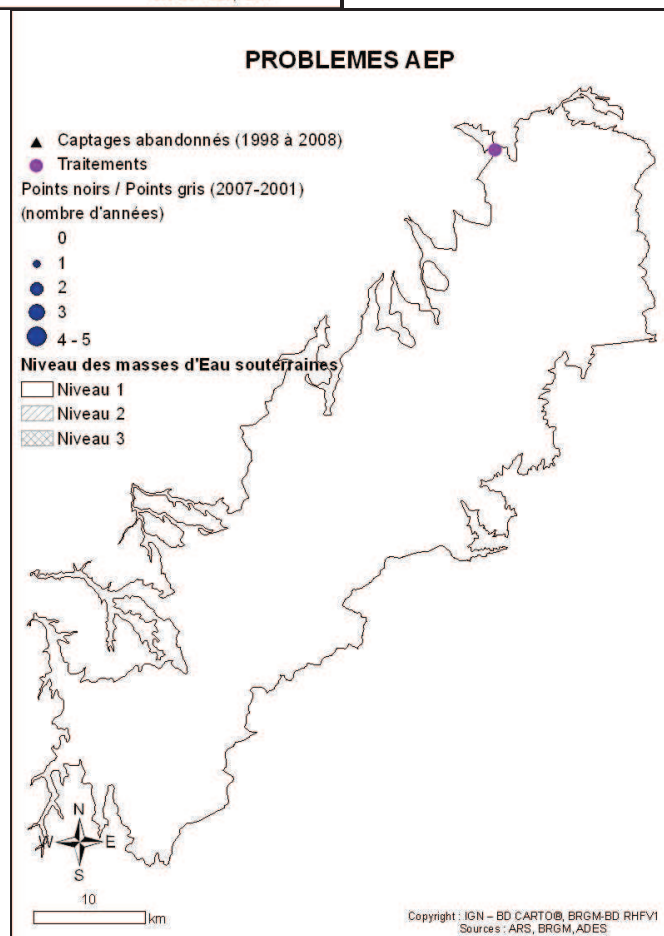 PROBLEMES AEP
Captages abandonnés (1998 à 2008)
Traitements
Points noirs / Points gris (2007-2001)
(nombre d'années)
0
1
2
3
4 - 5
Niveau des masses d'Eau souterraines
Niveau 1
Niveau 2
Niveau 3
N
W E
S
10
km
Copyright : IGN – BD CARTO®, BRGM-BD RHFV1
Sources : ARS, BRGM, ADES